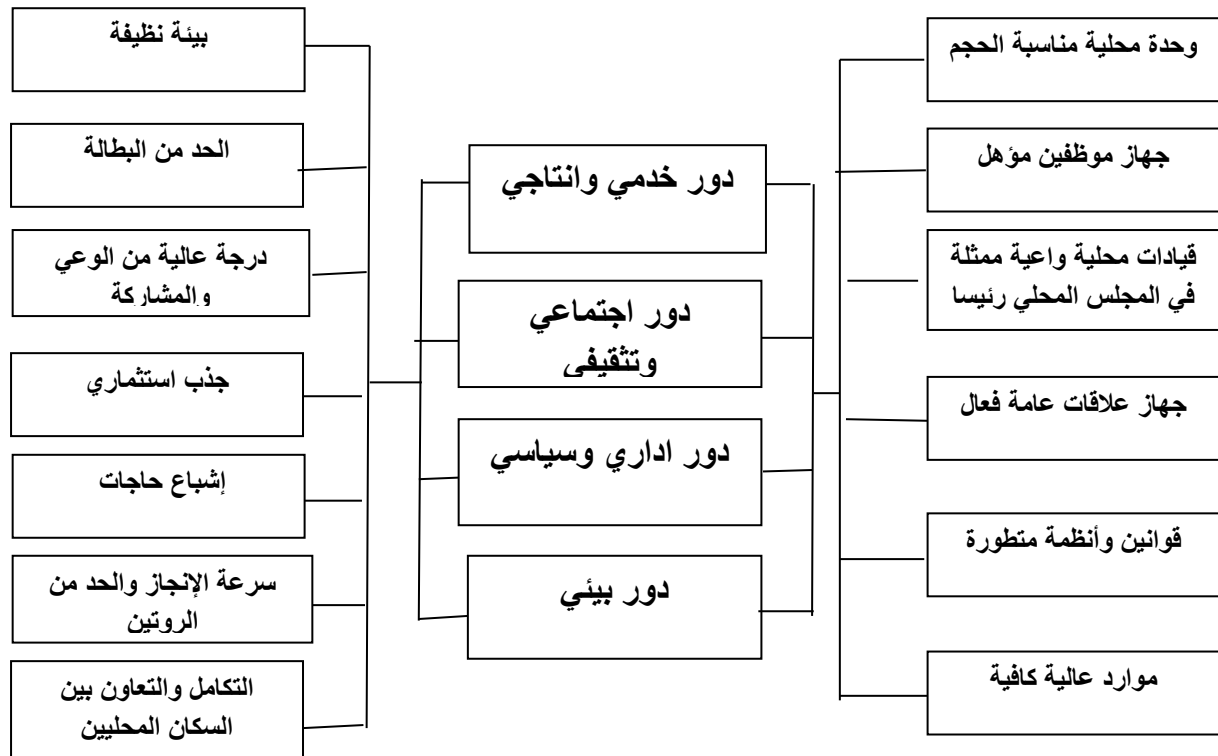 وحدة محلية مناسبة الحجم
جهاز موظفين مؤهل
قيادات محلية واعية ممثلة
في المجلس المحلي رئيسا
جهاز علاقات عامة فعال
قوانين وأنظمة متطورة
موارد عالية كافية
دور خدمي وانتاجي
دور اجتماعي
وتثقيفي
دور اداري وسياسي
دور بيئي
بيئة نظيفة
الحد من البطالة
درجة عالية من الوعي
والمشاركة
جذب استثماري
إشباع حاجات
سرعة الإنجاز والحد من
الروتين
التكامل والتعاون بين
السكان المحليين